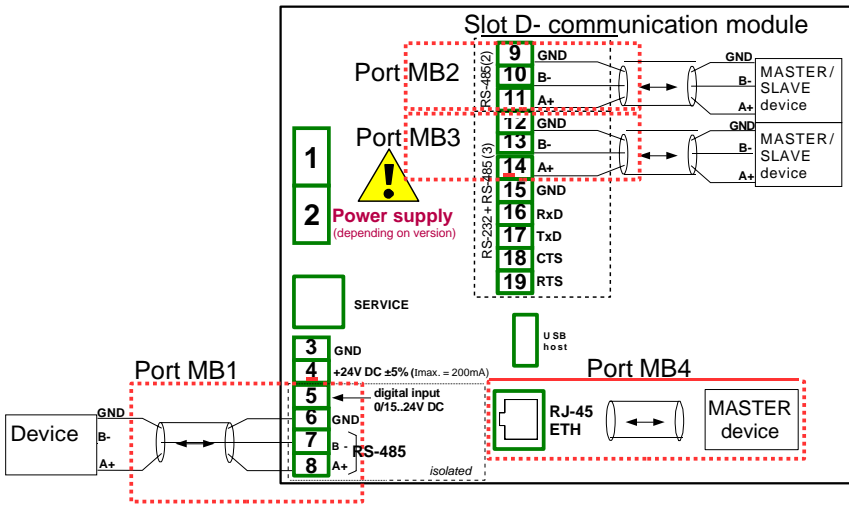 Slot D- communication module
Port MB2
RS-485(2)
9
GND
10
B-
11
A+
GND
B-
A+
MASTER/
SLAVE
device
Port MB3
RS-232 + RS-485 (3)
12
GND
13
B-
14
A+
GND
B-
A+
MASTER/
SLAVE
device
15
GND
16
RxD
17
TxD
18
CTS
19
RTS
1
2
Power supply
(depending on version)
SERVICE
USB
host
3
GND
4
+24V DC ±5% (Imax. = 200mA)
5
digital input
0/15..24V DC
6
GND
7
B -
8
A+
RS-485
isolated
Port MB1
Device
GND
B-
A+
Port MB4
RJ-45
ETH
MASTER
device